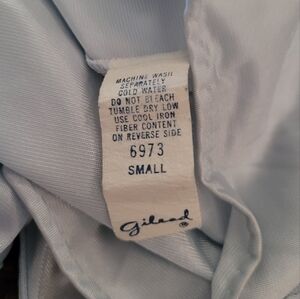 MACHINE WASH
SEPARATELY
COLD WATER
DO NOT BLEACH
TUMBLE DRY LOW
USE COOL IRON
FIBER CONTENT
ON REVERSE SIDE
6973
SMALL
Gilead